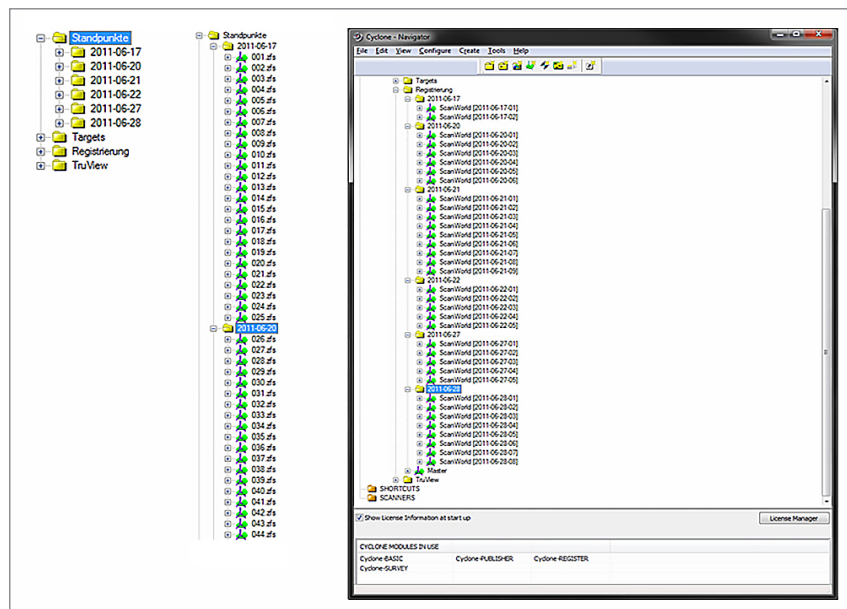 Standpunkte
2011-06-17
2011-06-20
2011-06-21
2011-06-22
2011-06-27
2011-06-28
Targets
Registrierung
TruView
Standpunkte
2011-06-17
001.zfs
002.zfs
003.zfs
004.zfs
005.zfs
006.zfs
007.zfs
008.zfs
009.zfs
010.zfs
011.zfs
012.zfs
013.zfs
014.zfs
015.zfs
016.zfs
017.zfs
018.zfs
019.zfs
020.zfs
021.zfs
022.zfs
023.zfs
024.zfs
025.zfs
2011-06-20
026.zfs
027.zfs
028.zfs
029.zfs
030.zfs
031.zfs
032.zfs
033.zfs
034.zfs
035.zfs
036.zfs
037.zfs
038.zfs
039.zfs
040.zfs
041.zfs
042.zfs
043.zfs
044.zfs
Cyclone - Navigator
File Edit View Configure Create Tools Help
Targets
Registrierung
2011-06-17
ScanWorld [2011-06-17-01]
ScanWorld [2011-06-17-02]
2011-06-20
ScanWorld [2011-06-20-01]
ScanWorld [2011-06-20-02]
ScanWorld [2011-06-20-03]
ScanWorld [2011-06-20-04]
ScanWorld [2011-06-20-05]
ScanWorld [2011-06-20-06]
2011-06-21
ScanWorld [2011-06-21-01]
ScanWorld [2011-06-21-02]
ScanWorld [2011-06-21-03]
ScanWorld [2011-06-21-04]
ScanWorld [2011-06-21-05]
ScanWorld [2011-06-21-06]
ScanWorld [2011-06-21-07]
ScanWorld [2011-06-21-08]
ScanWorld [2011-06-21-09]
2011-06-22
ScanWorld [2011-06-22-01]
ScanWorld [2011-06-22-02]
ScanWorld [2011-06-22-03]
ScanWorld [2011-06-22-04]
ScanWorld [2011-06-22-05]
2011-06-27
ScanWorld [2011-06-27-01]
ScanWorld [2011-06-27-02]
ScanWorld [2011-06-27-03]
ScanWorld [2011-06-27-04]
ScanWorld [2011-06-27-05]
2011-06-28
ScanWorld [2011-06-28-01]
ScanWorld [2011-06-28-02]
ScanWorld [2011-06-28-03]
ScanWorld [2011-06-28-04]
ScanWorld [2011-06-28-05]
ScanWorld [2011-06-28-06]
ScanWorld [2011-06-28-07]
ScanWorld [2011-06-28-08]
Master
TruView
SHORTCUTS
SCANNERS
Show License Information at start up
License Manager
CYCLONE MODULES IN USE
Cyclone-BASIC Cyclone-PUBLISHER Cyclone-REGISTER
Cyclone-SURVEY